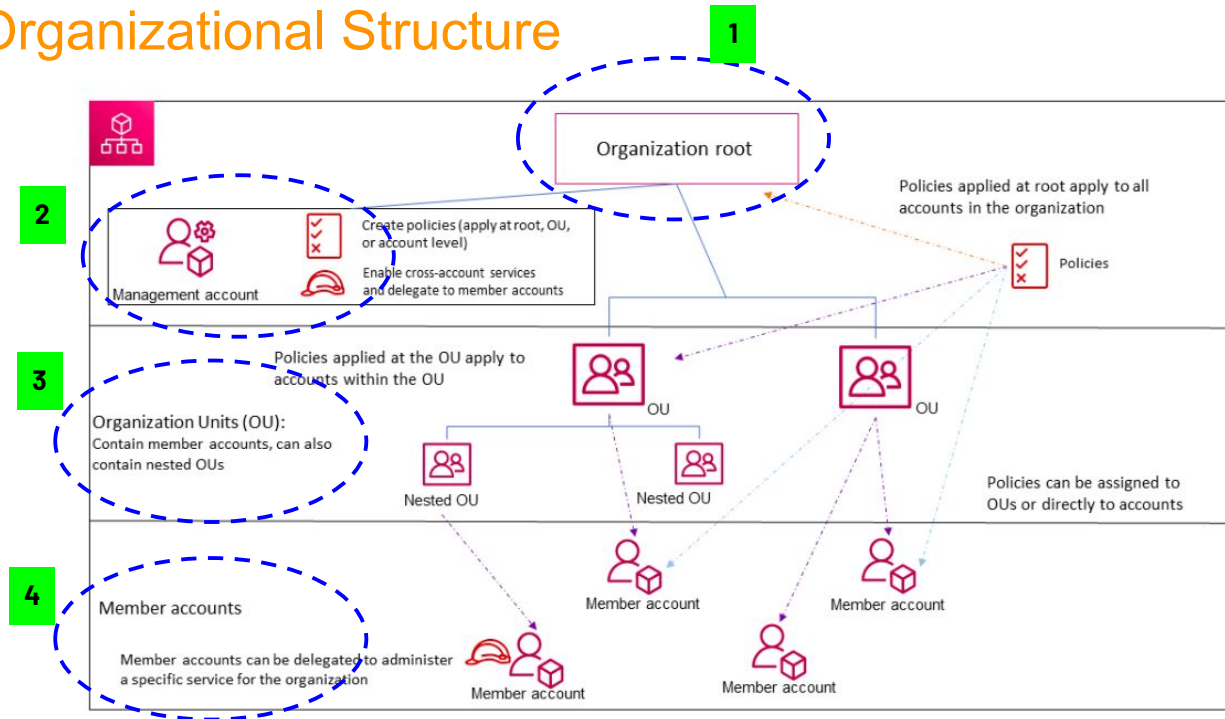 Organizational Structure
1
Organization root
Policies applied at root apply to all
accounts in the organization
2
Create policies (apply at root, OU,
or account level)
Policies
Enable cross-account services
and delegate to member accounts
Management account
3
Policies applied at the OU apply to
accounts within the OU
OU
OU
Organization Units (OU):
Contain member accounts, can also
contain nested OUs
Nested OU
Nested OU
Policies can be assigned to
OUs or directly to accounts
4
Member accounts
Member account
Member account
Member accounts can be delegated to administer
a specific service for the organization
Member account
Member account